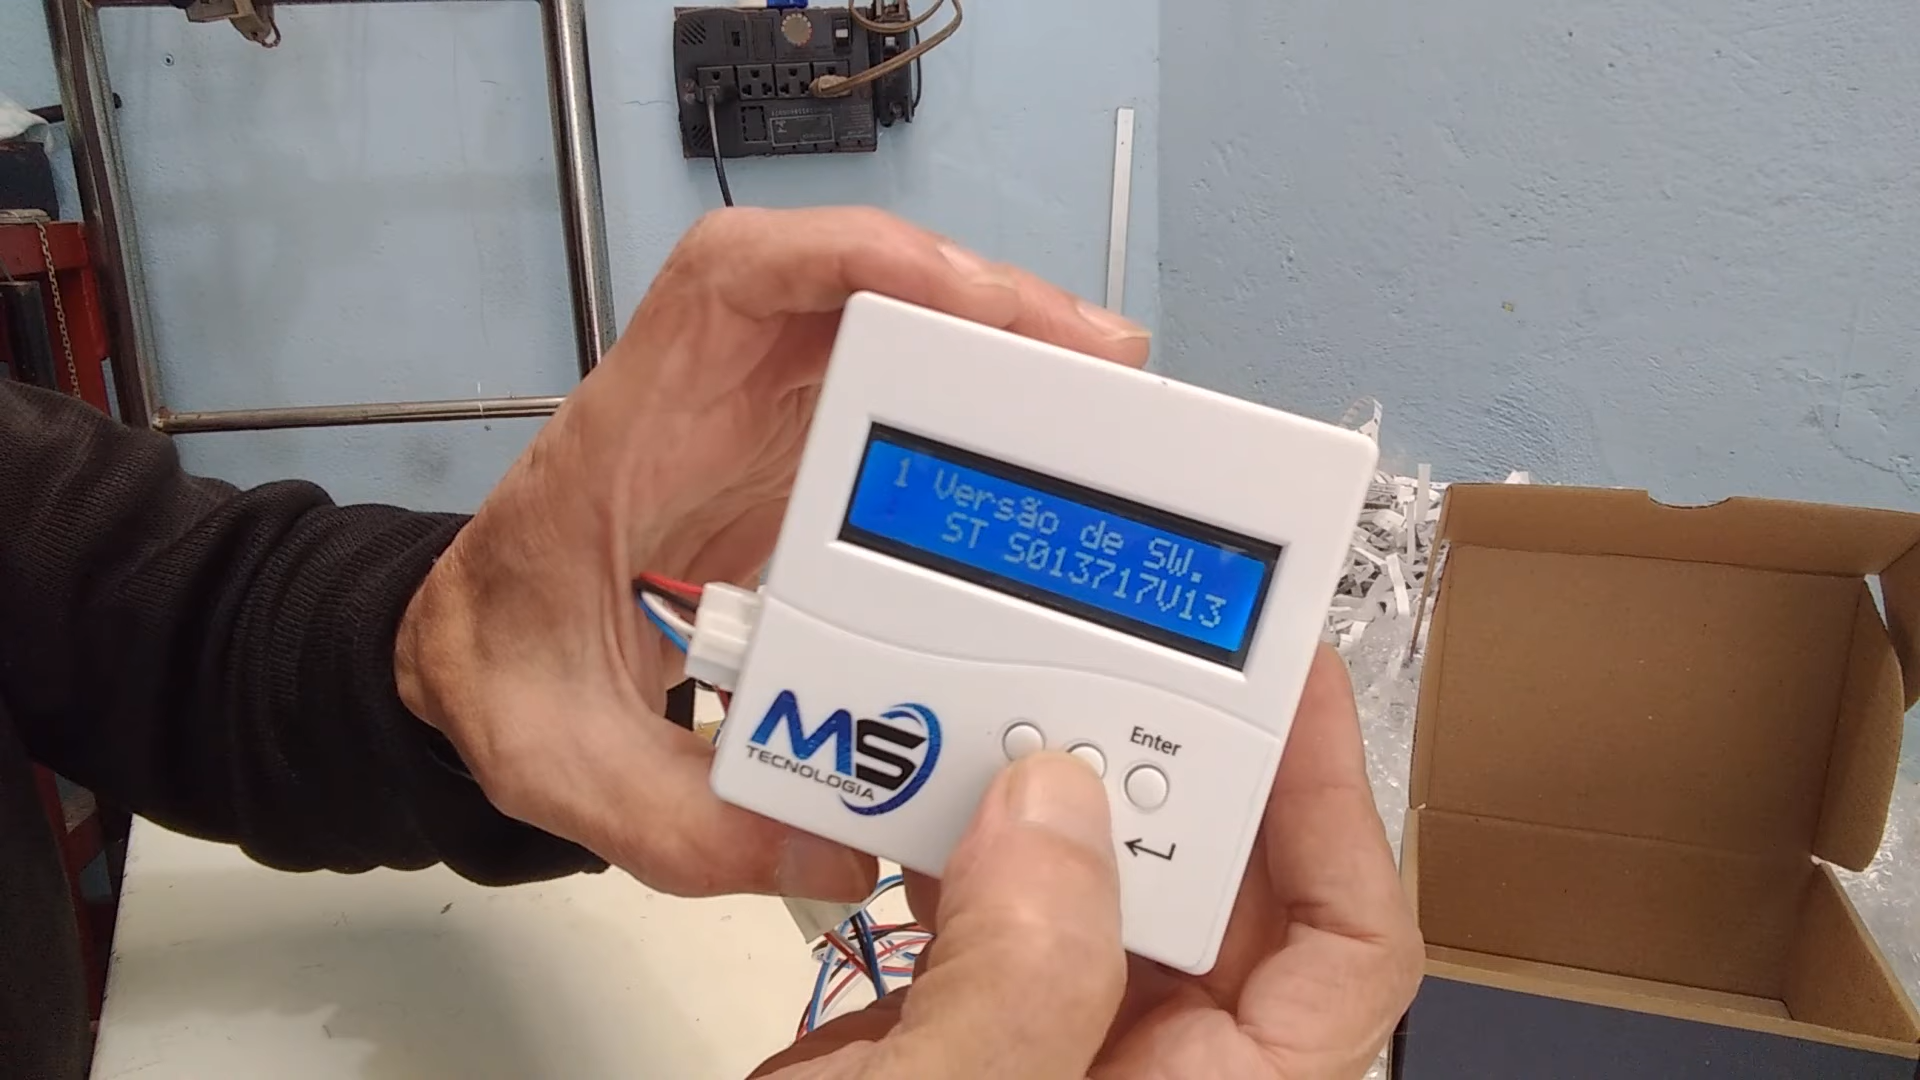 1 Versão de SW.
ST S013717V13
MS
TECNOLOGIA
Enter